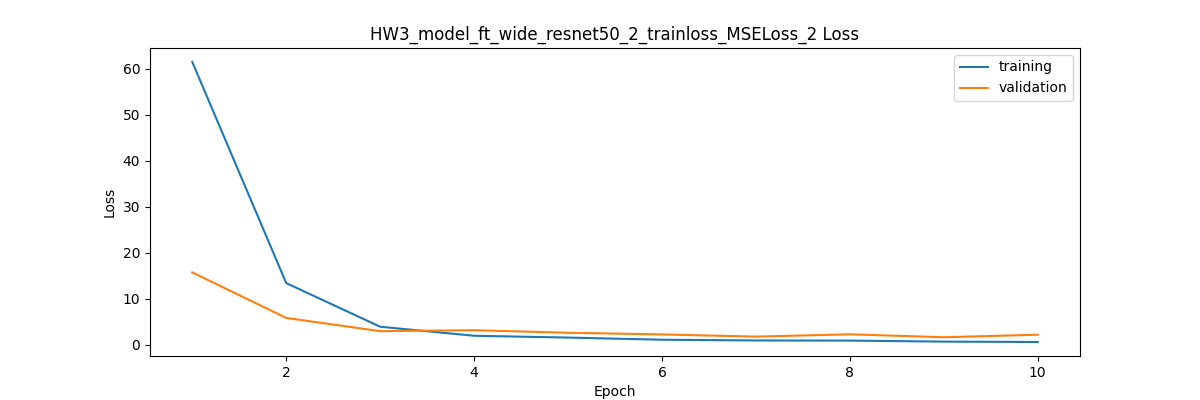 HW3_model_ft_wide_resnet50_2_trainloss_MSELoss_2 Loss
training
validation
60
50
40
30
20
10
0
Loss
2
4
6
8
10
Epoch